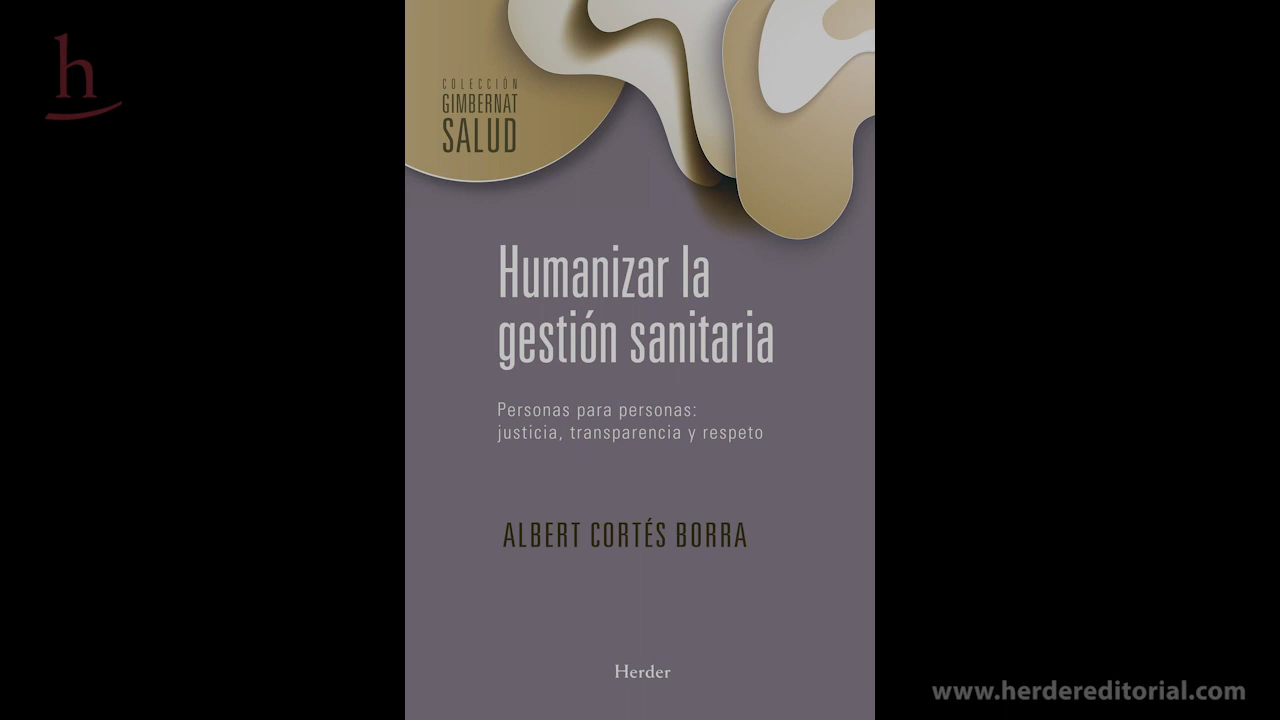 h
COLECCIÓN
GIMBERNAT
SALUD
Humanizar la
gestión sanitaria
Personas para personas:
justicia, transparencia y respeto
ALBERT CORTÉS BORRA
Herder
www.herdereditorial.com